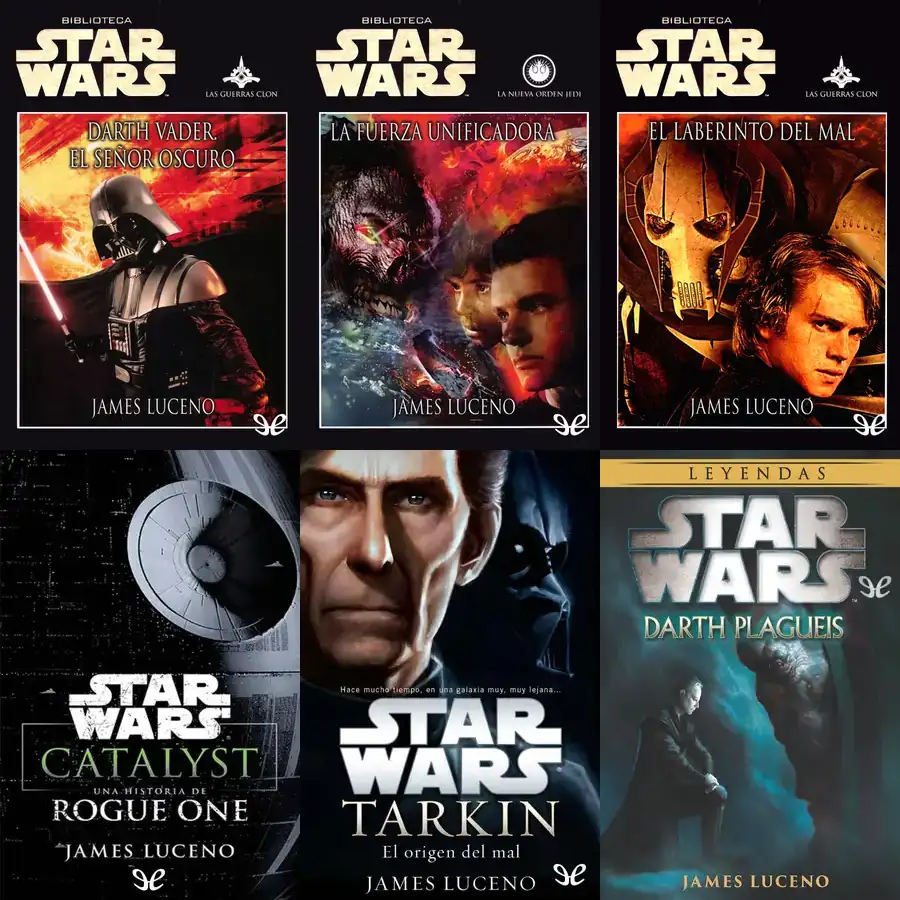 BIBLIOTECA
STAR
WARS
LAS GUERRAS CLON
DARTH VADER.
EL SEÑOR OSCURO
JAMES LUCENO
BIBLIOTECA
STAR
WARS
LA NUEVA ORDEN JEDI
LA FUERZA UNIFICADORA
JAMES LUCENO
BIBLIOTECA
STAR
WARS
LAS GUERRAS CLON
EL LABERINTO DEL MAL
JAMES LUCENO
STAR
WARS
CATALYST
UNA HISTORIA DE
ROGUE ONE
JAMES LUCENO
Hace mucho tiempo, en una galaxia muy, muy lejana...
STAR
WARS
TARKIN
El origen del mal
JAMES LUCENO
LEYENDAS
STAR
WARS
DARTH PLAGUEIS
JAMES LUCENO